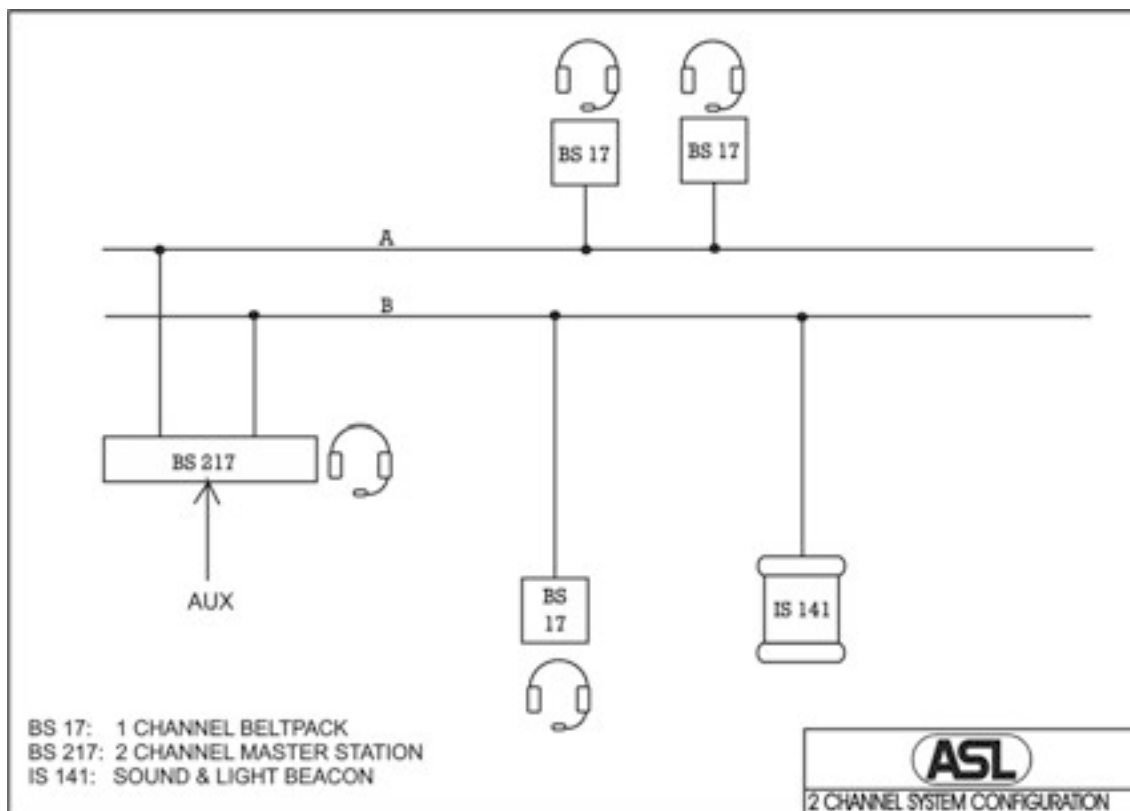 BS 17
BS 17
A
B
BS 217
AUX
BS
17
IS 141
BS 17: 1 CHANNEL BELTPACK
BS 217: 2 CHANNEL MASTER STATION
IS 141: SOUND & LIGHT BEACON
ASL
2 CHANNEL SYSTEM CONFIGURATION